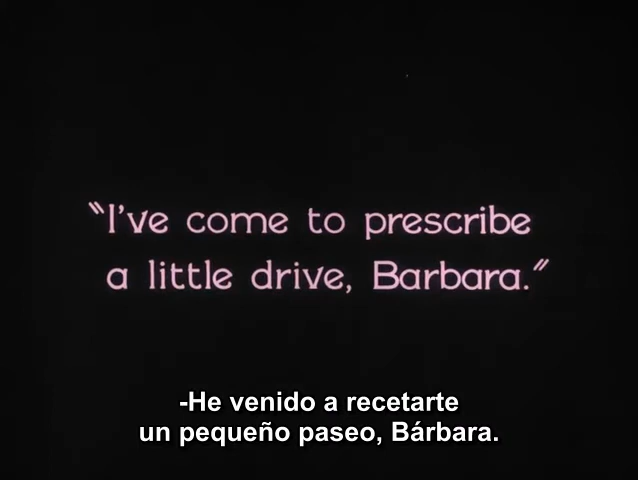 "I've come to prescribe
a little drive, Barbara."
-He venido a recetarte
un pequeño paseo, Bárbara.